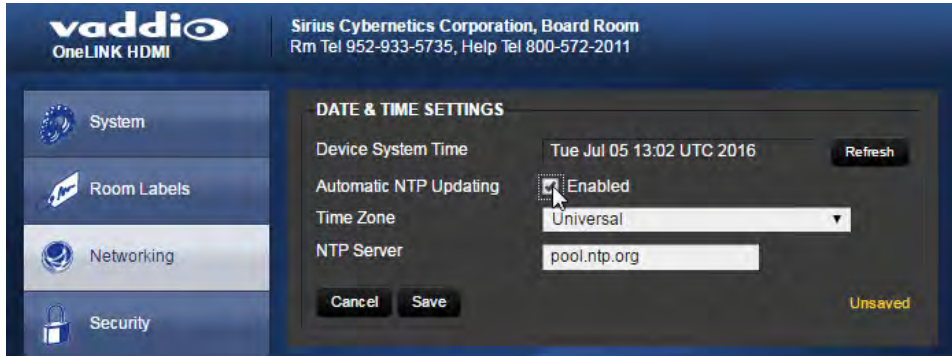 vaddio
OneLINK HDMI
Sirius Cybernetics Corporation, Board Room
Rm Tel 952-933-5735, Help Tel 800-572-2011
System
Room Labels
Networking
Security
DATE & TIME SETTINGS
Device System Time Tue Jul 05 13:02 UTC 2016 Refresh
Automatic NTP Updating Enabled
Time Zone Universal
NTP Server pool.ntp.org
Cancel Save Unsaved